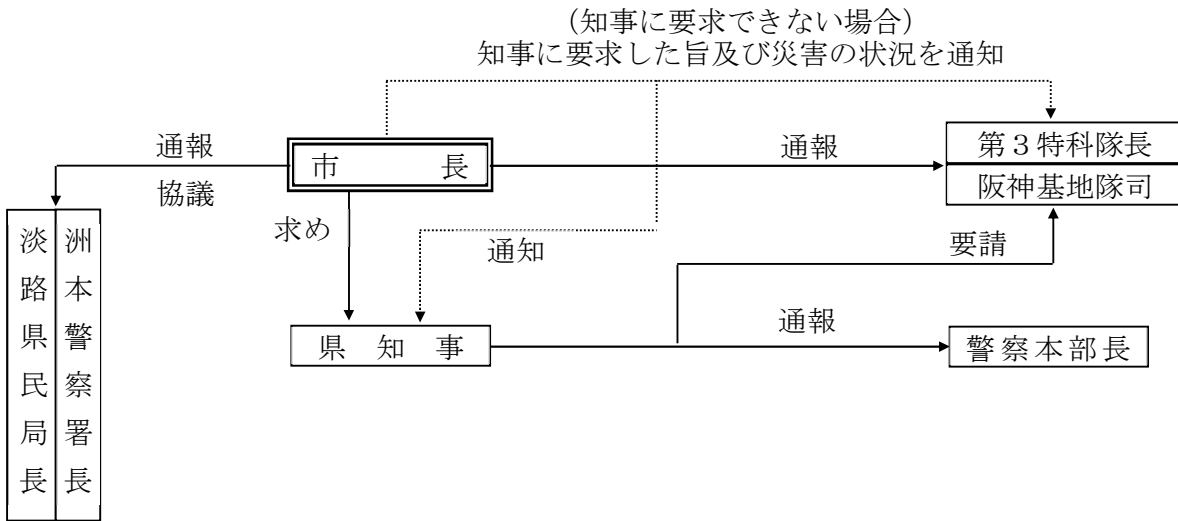 （知事に要求できない場合）
知事に要求した旨及び災害の状況を通知
通報
協議
市長
通報
第３特科隊長
阪神基地隊司
求め
通知
要請
淡路県民局長
洲本警察署長
県知事
通報
警察本部長